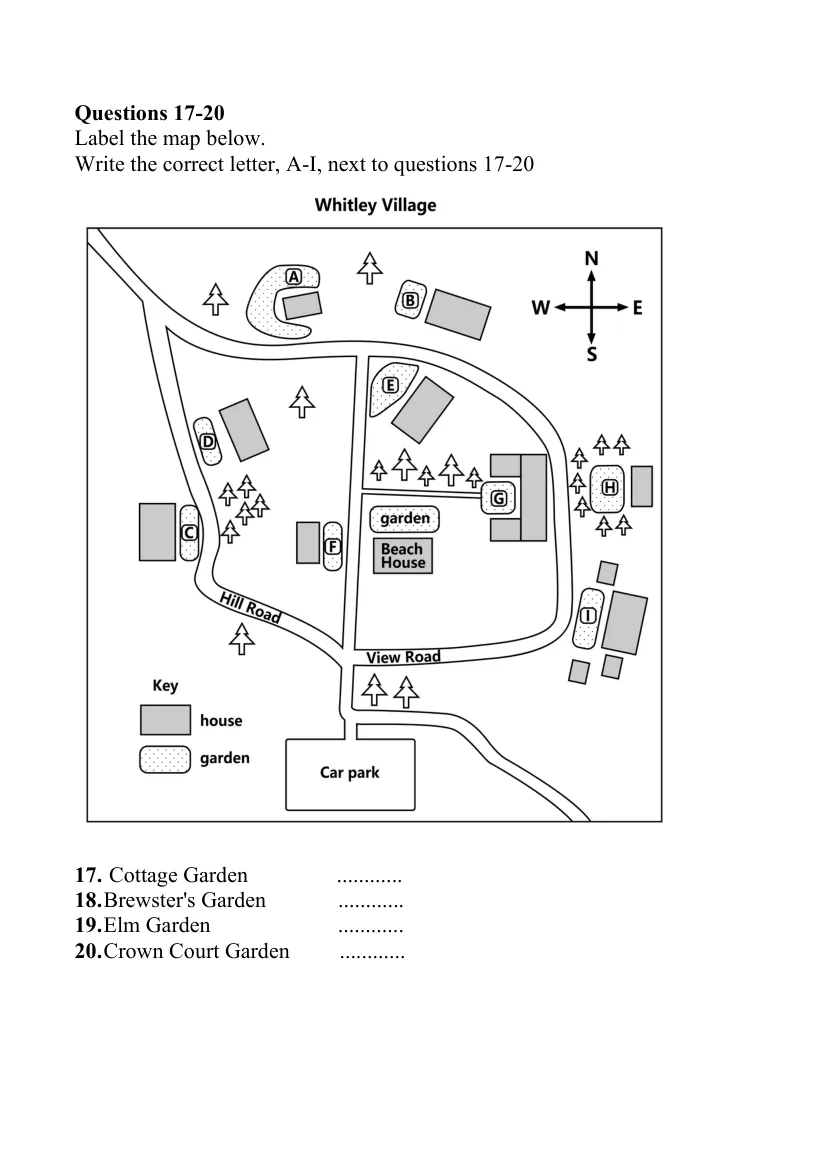 Questions 17-20
Label the map below.
Write the correct letter, A-I, next to questions 17-20
Whitley Village
N
W
E
S
A
B
E
D
G
H
C
F
garden
Beach
House
I
Hill Road
View Road
Key
house
garden
Car park
17. Cottage Garden ............
18.Brewster's Garden ............
19.Elm Garden ............
20.Crown Court Garden ............